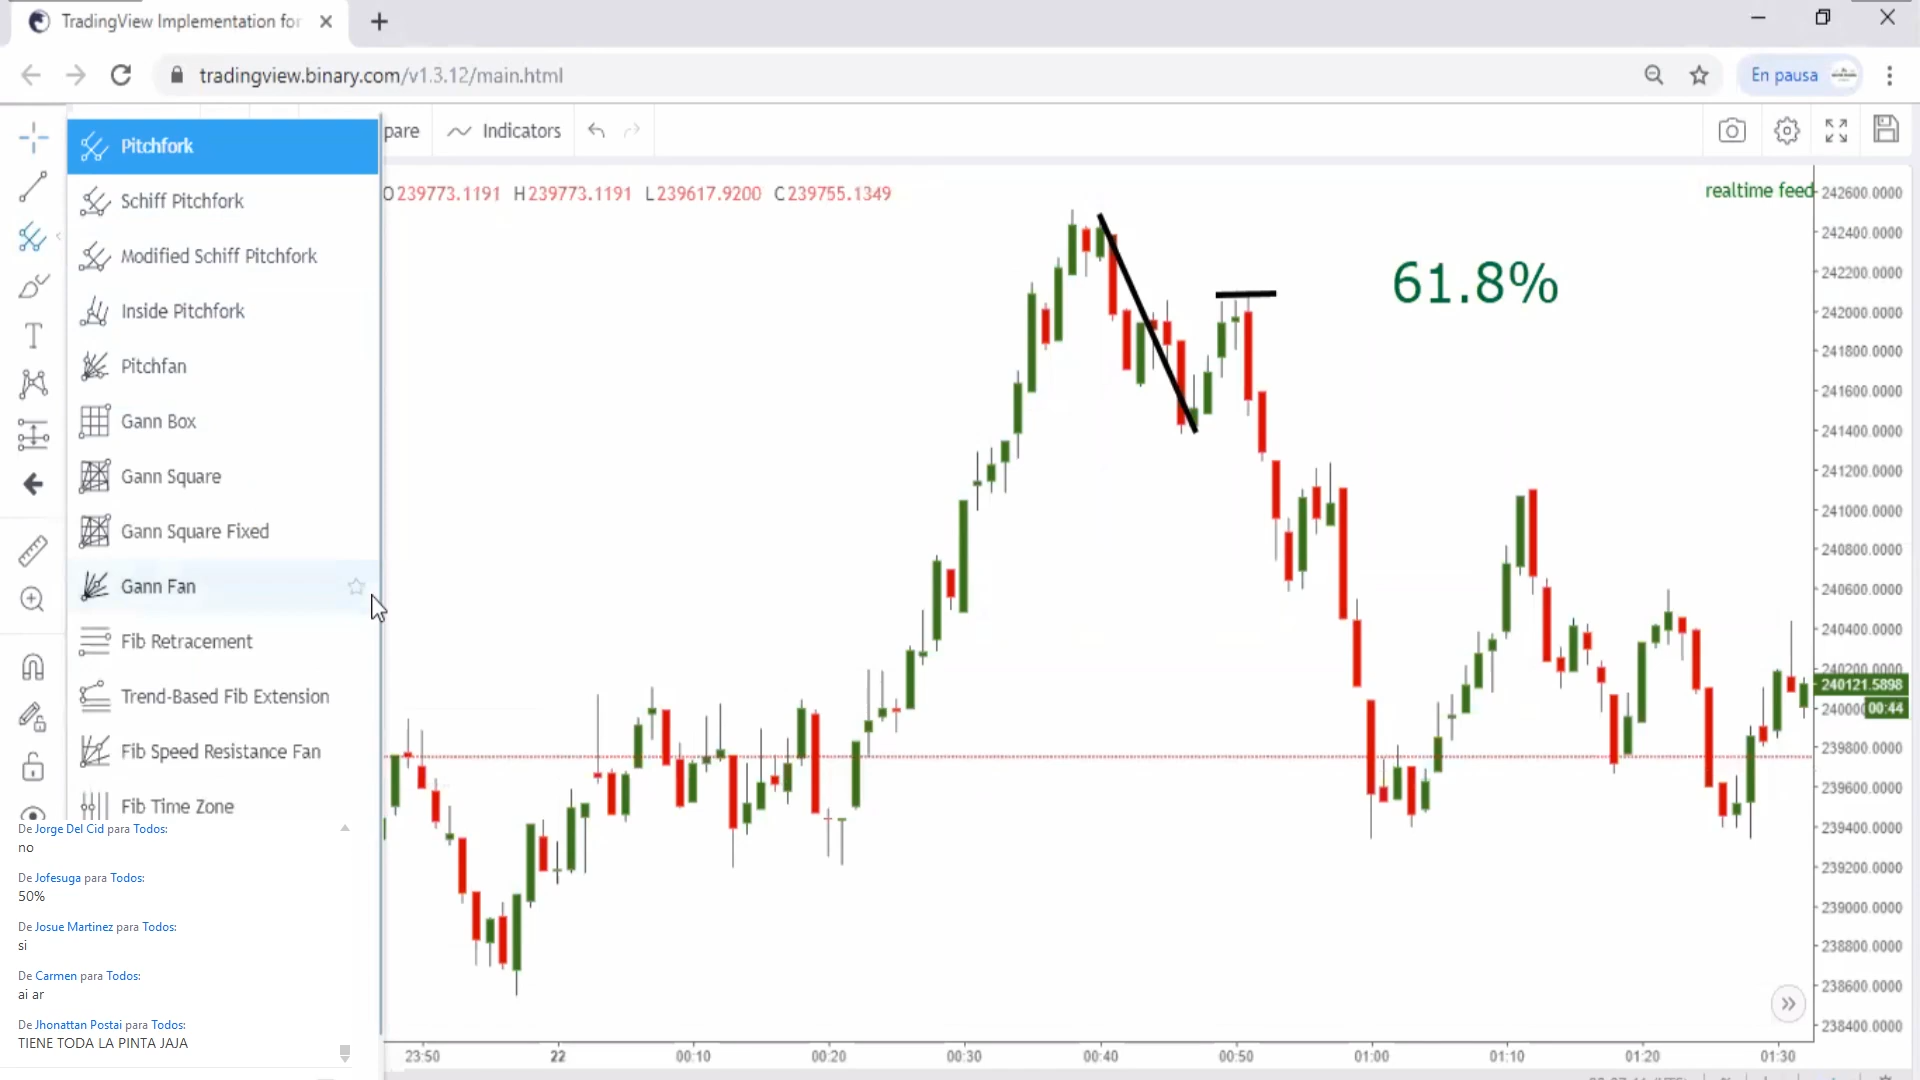 TradingView Implementation for
tradingview.binary.com/v1.3.12/main.html
En pausa
pare
Indicators
Pitchfork
Schiff Pitchfork
Modified Schiff Pitchfork
Inside Pitchfork
Pitchfan
Gann Box
Gann Square
Gann Square Fixed
Gann Fan
Fib Retracement
Trend-Based Fib Extension
Fib Speed Resistance Fan
Fib Time Zone
De Jorge Del Cid para Todos:
no
De Jofesuga para Todos:
50%
De Josue Martinez para Todos:
si
De Carmen para Todos:
ai ar
De Jhonattan Postai para Todos:
TIENE TODA LA PINTA JAJA
O239773.1191 H239773.1191 L239617.9200 C239755.1349
realtime feed
61.8%
242600.0000
242400.0000
242200.0000
242000.0000
241800.0000
241600.0000
241400.0000
241200.0000
241000.0000
240800.0000
240600.0000
240400.0000
240200.0000
240121.5898
240000
00:44
239800.0000
239600.0000
239400.0000
239200.0000
239000.0000
238800.0000
238600.0000
238400.0000
23:50 22 00:10 00:20 00:30 00:40 00:50 01:00 01:10 01:20 01:30